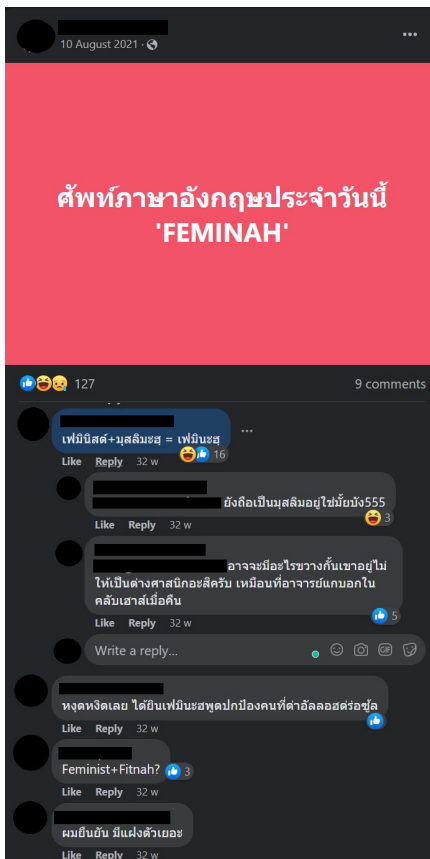 10 August 2021 ·
ศัพท์ภาษาอังกฤษประจำวันนี้
'FEMINAH'
127
9 comments
เฟมินิสต์+มุสลิมะฮฺ = เฟมินะฮฺ
16
Like Reply 32 w
ยังถือเป็นมุสลิมอยู่ใช่มั้ยบัง555
3
Like Reply 32 w
อาจจะมีอะไรขวางกั้นเขาอยู่ไม่
ให้เป็นต่างศาสนิกอะสิครับ เหมือนที่อาจารย์แกบอกใน
คลับเฮาส์เมื่อคืน
5
Like Reply 32 w
Write a reply...
GIF
หงุดหงิดเลย ได้ยินเฟมินะฮพูดปกป้องคนที่ด่าอัลลอฮต์ร่อซู้ล
Like Reply 32 w
Feminist+Fitnah?
3
Like Reply 32 w
ผมยืนยัน มีแฝงตัวเยอะ
Like Reply 32 w